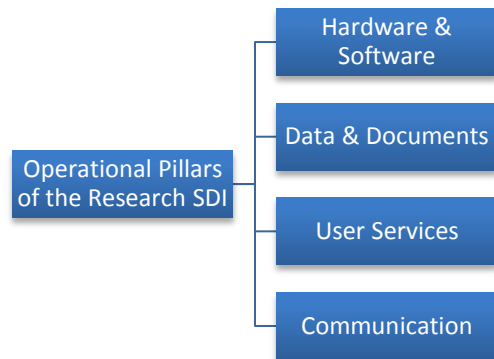 Hardware &
Software
Data & Documents
Operational Pillars
of the Research SDI
User Services
Communication